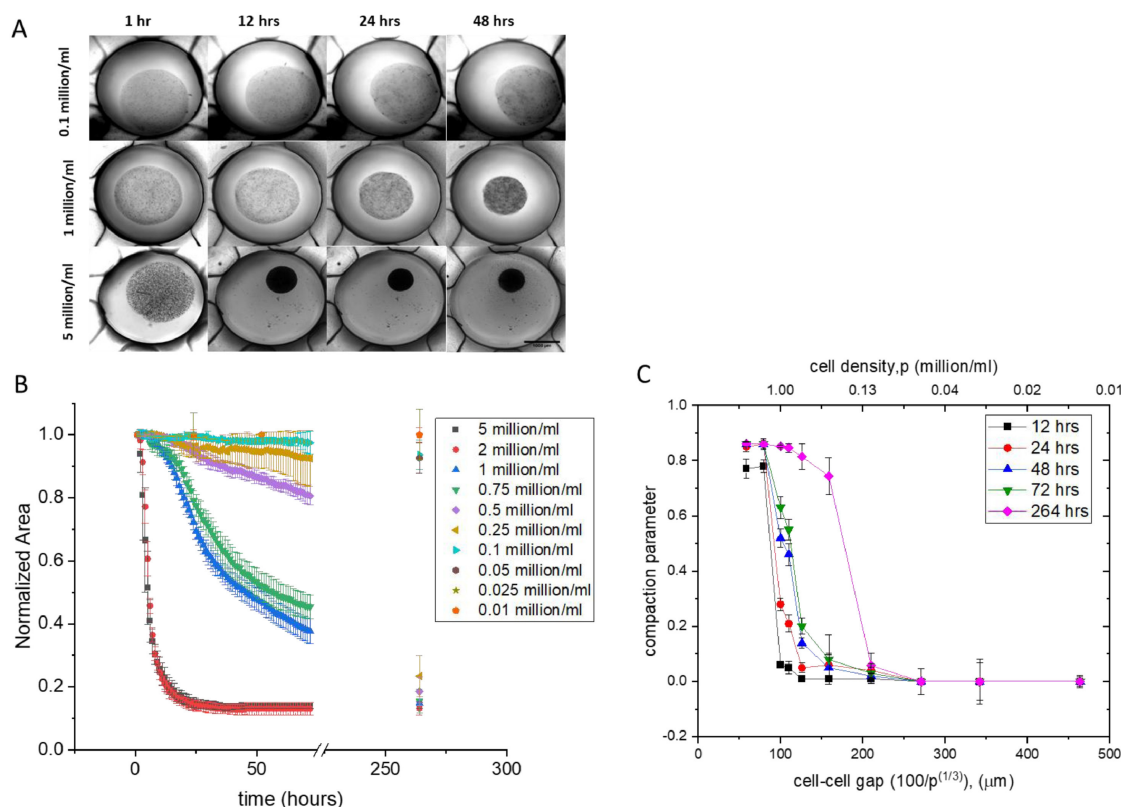 A
1 hr
12 hrs
24 hrs
48 hrs
0.1 million/ml
1 million/ml
5 million/ml
B
Normalized Area
1.0
0.8
0.6
0.4
0.2
0.0
0
50
250
300
time (hours)
5 million/ml
2 million/ml
1 million/ml
0.75 million/ml
0.5 million/ml
0.25 million/ml
0.1 million/ml
0.05 million/ml
0.025 million/ml
0.01 million/ml
C
cell density,p (million/ml)
1.00
0.13
0.04
0.02
0.01
compaction parameter
1.0
0.8
0.6
0.4
0.2
0.0
-0.2
0
100
200
300
400
500
cell-cell gap (100/p^(1/3)), (μm)
12 hrs
24 hrs
48 hrs
72 hrs
264 hrs